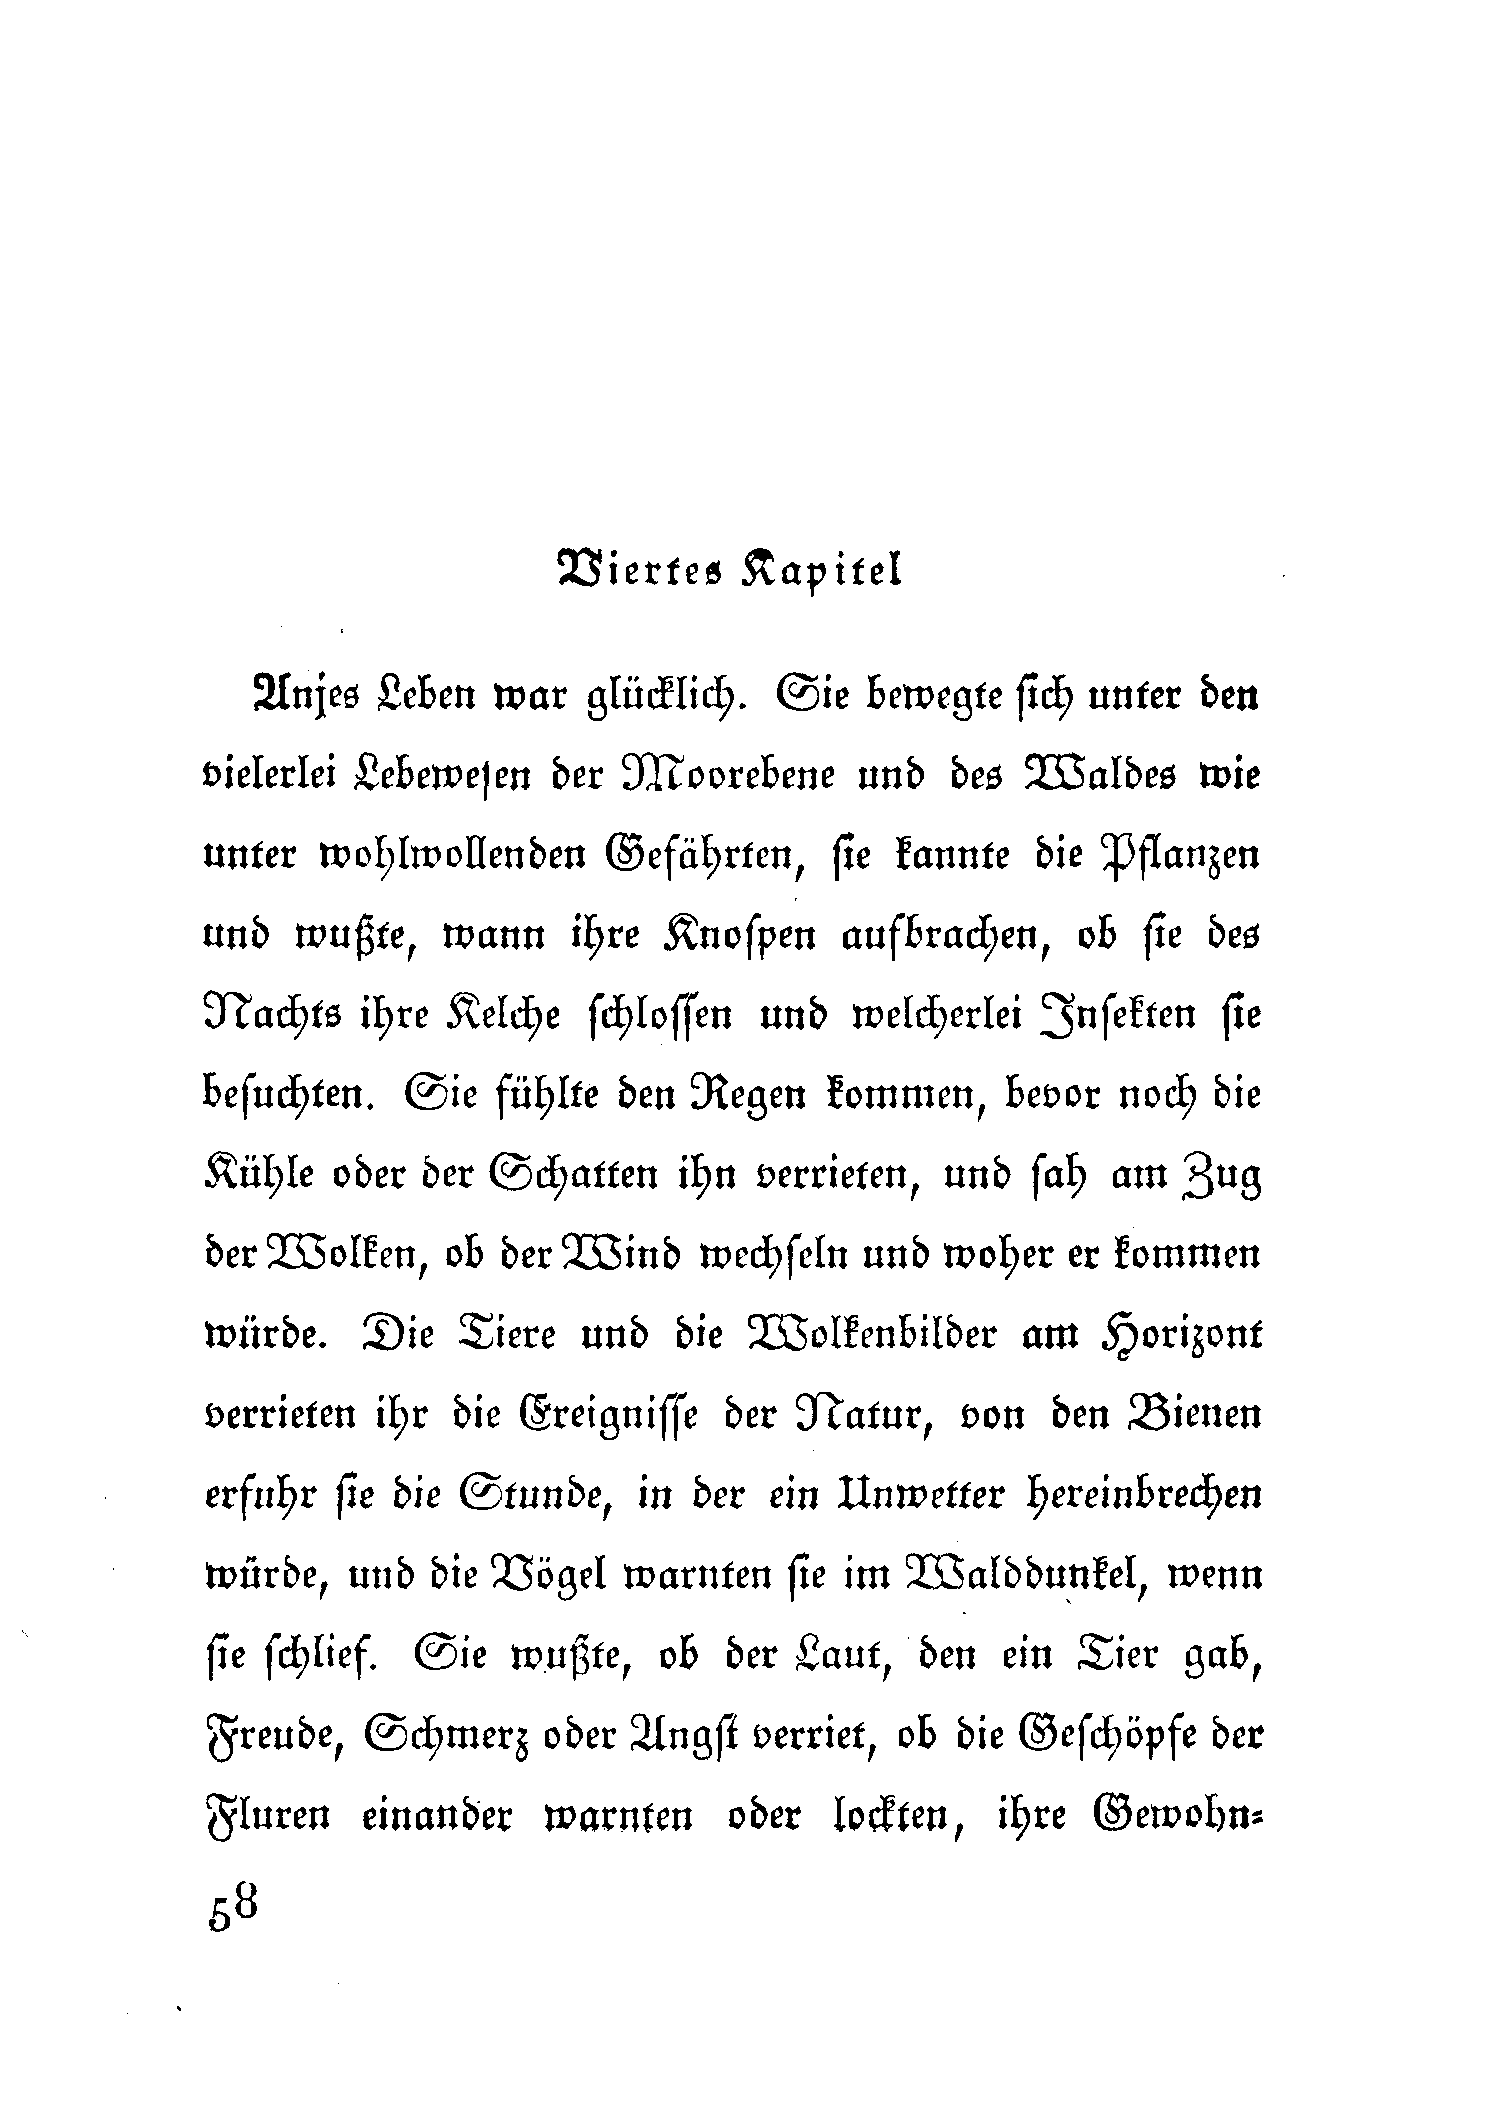 Viertes Kapitel
Anjes Leben war glücklich. Sie bewegte ſich unter den
vielerlei Lebeweſen der Moorebene und des Waldes wie
unter wohlwollenden Gefährten, ſie kannte die Pflanzen
und wußte, wann ihre Knoſpen aufbrachen, ob ſie des
Nachts ihre Kelche ſchloſſen und welcherlei Inſekten ſie
beſuchten. Sie fühlte den Regen kommen, bevor noch die
Kühle oder der Schatten ihn verrieten, und ſah am Zug
der Wolken, ob der Wind wechſeln und woher er kommen
würde. Die Tiere und die Wolkenbilder am Horizont
verrieten ihr die Ereigniſſe der Natur, von den Bienen
erfuhr ſie die Stunde, in der ein Unwetter hereinbrechen
würde, und die Vögel warnten ſie im Walddunkel, wenn
ſie ſchlief. Sie wußte, ob der Laut, den ein Tier gab,
Freude, Schmerz oder Angſt verriet, ob die Geſchöpfe der
Fluren einander warnten oder lockten, ihre Gewohn⸗
58